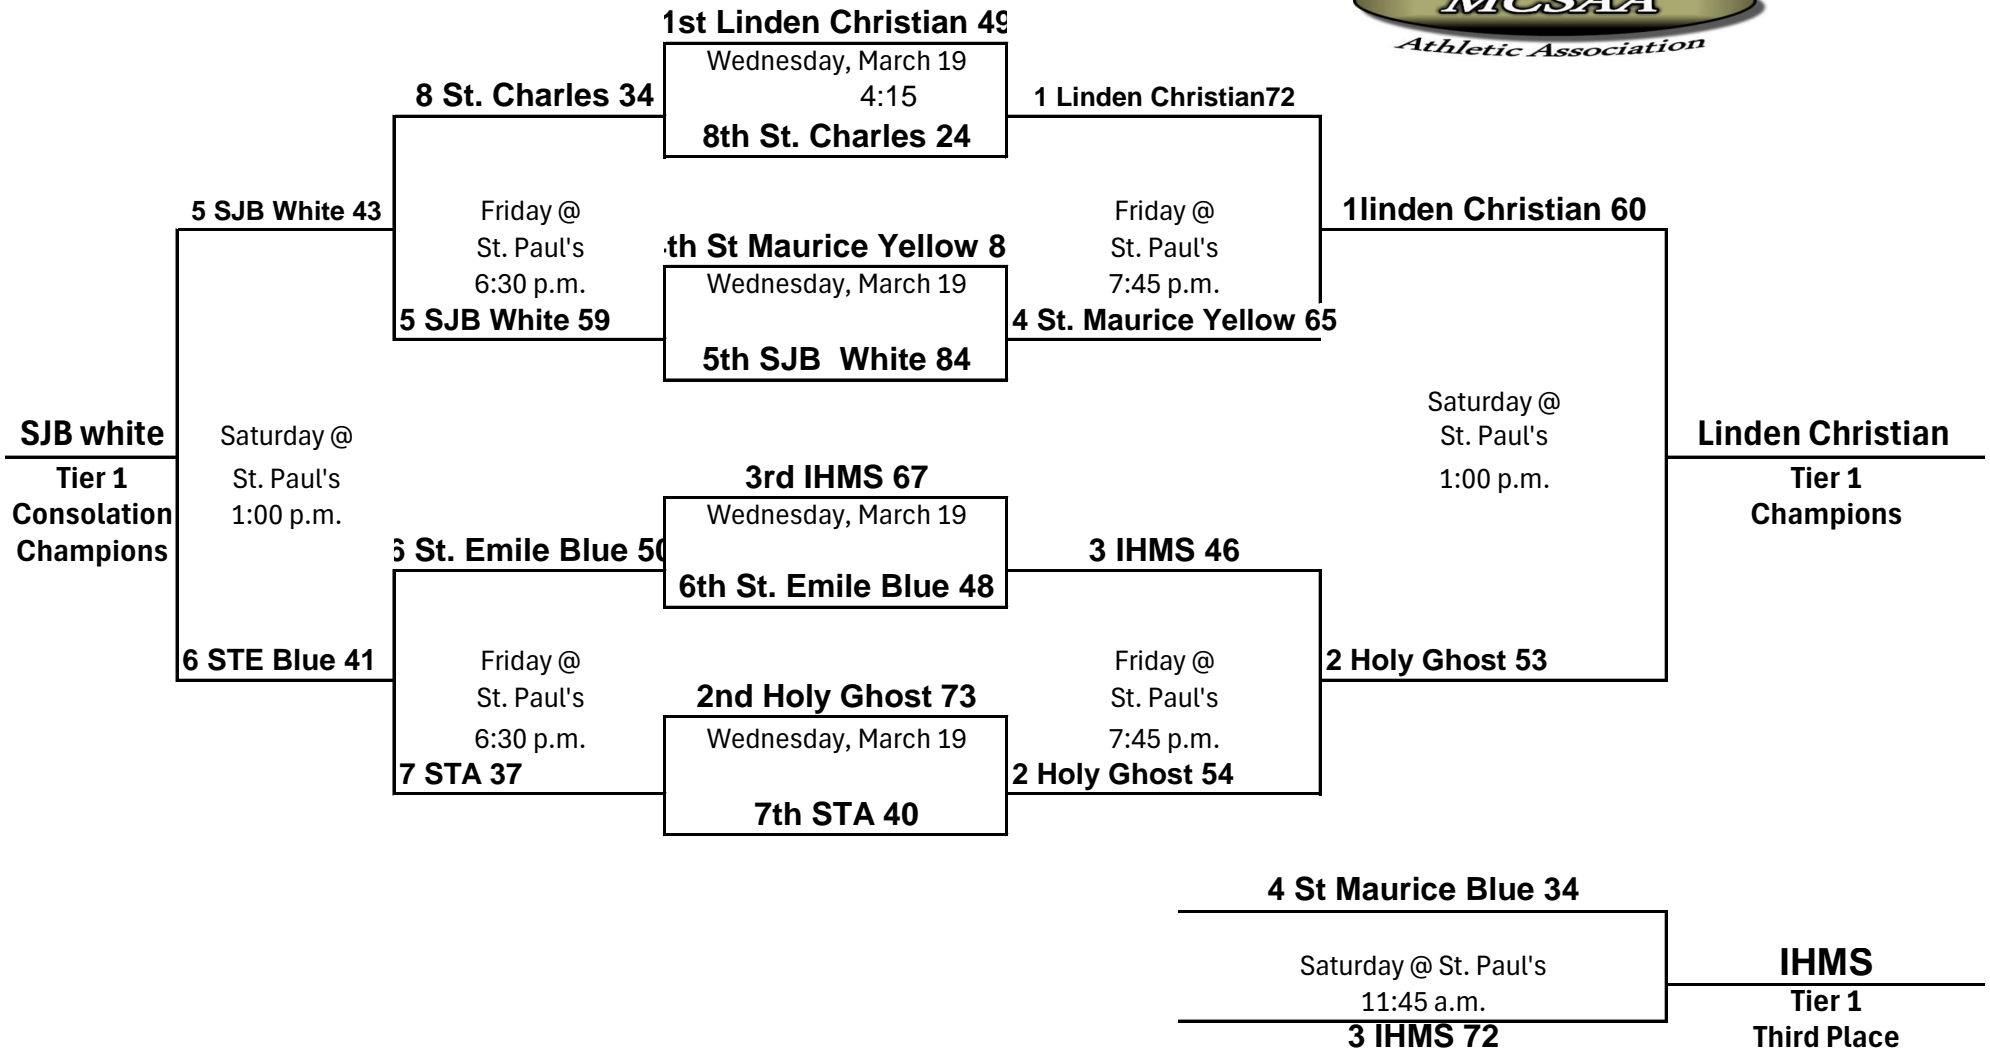 MCSAA
Athletic Association
1st Linden Christian 49
Wednesday, March 19
4:15
8th St. Charles 24
8 St. Charles 34
1 Linden Christian72
5 SJB White 43
Friday @
St. Paul's
6:30 p.m.
th St Maurice Yellow 8
Wednesday, March 19
5th SJB  White 84
Friday @
St. Paul's
7:45 p.m.
1linden Christian 60
5 SJB White 59
4 St. Maurice Yellow 65
SJB white
Tier 1
Consolation
Champions
Saturday @
St. Paul's
1:00 p.m.
Saturday @
St. Paul's
1:00 p.m.
Linden Christian
Tier 1
Champions
3rd IHMS 67
Wednesday, March 19
6th St. Emile Blue 48
6 St. Emile Blue 50
3 IHMS 46
6 STE Blue 41
Friday @
St. Paul's
6:30 p.m.
2nd Holy Ghost 73
Wednesday, March 19
7th STA 40
Friday @
St. Paul's
7:45 p.m.
2 Holy Ghost 53
7 STA 37
2 Holy Ghost 54
4 St Maurice Blue 34
Saturday @ St. Paul's
11:45 a.m.
3 IHMS 72
IHMS
Tier 1
Third Place